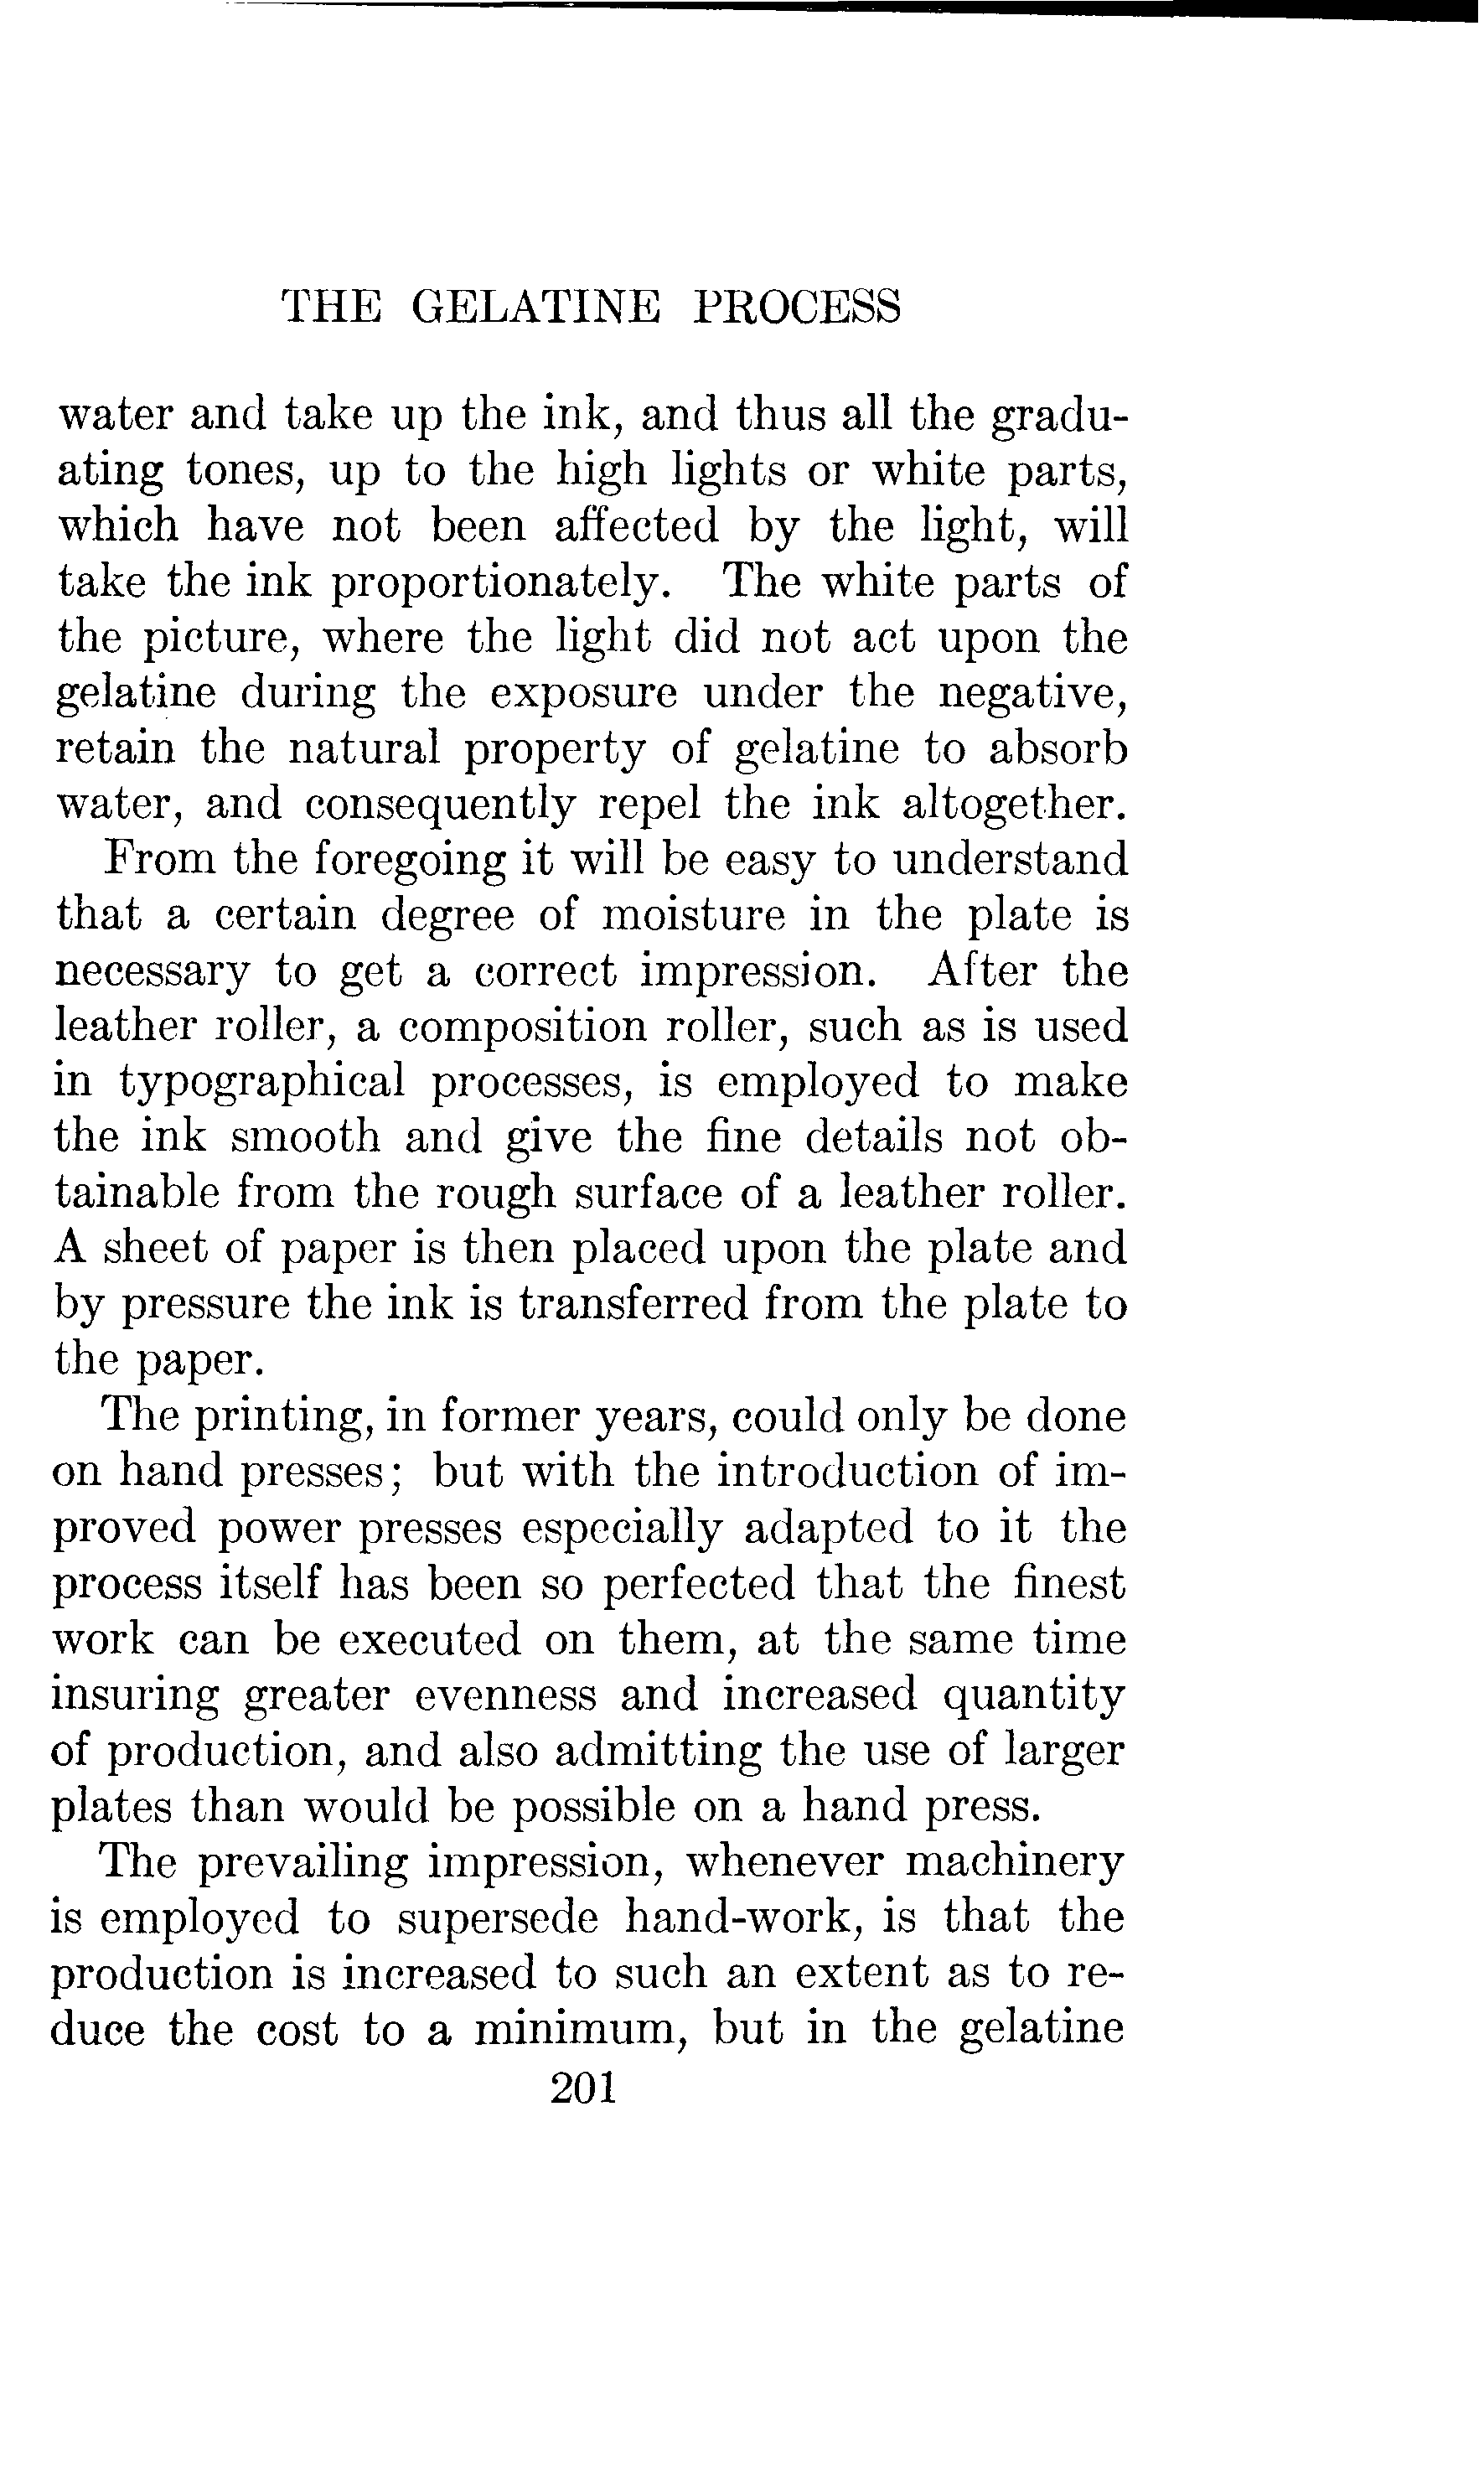 THE GELATINE PROCESS
water and take up the ink, and thus all the gradu-
ating tones, up to the high lights or white parts,
which have not been affected by the light, will
take the ink proportionately. The white parts of
the picture, where the light did not act upon the
gelatine during the exposure under the negative,
retain the natural property of gelatine to absorb
water, and consequently repel the ink altogether.
From the foregoing it will be easy to understand
that a certain degree of moisture in the plate is
necessary to get a correct impression. After the
leather roller, a composition roller, such as is used
in typographical processes, is employed to make
the ink smooth and give the fine details not ob-
tainable from the rough surface of a leather roller.
A sheet of paper is then placed upon the plate and
by pressure the ink is transferred from the plate to
the paper.
The printing, in former years, could only be done
on hand presses; but with the introduction of im-
proved power presses especially adapted to it the
process itself has been so perfected that the finest
work can be executed on them, at the same time
insuring greater evenness and increased quantity
of production, and also admitting the use of larger
plates than would be possible on a hand press.
The prevailing impression, whenever machinery
is employed to supersede hand-work, is that the
production is increased to such an extent as to re-
duce the cost to a minimum, but in the gelatine
201